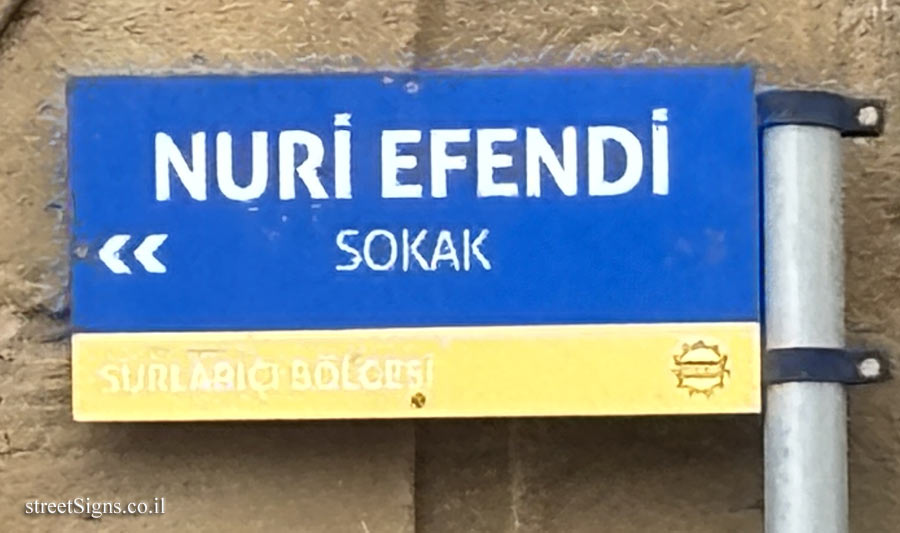 NURİ EFENDİ
SOKAK
SURLARİÇİ BÖLGESİ
streetSigns.co.il